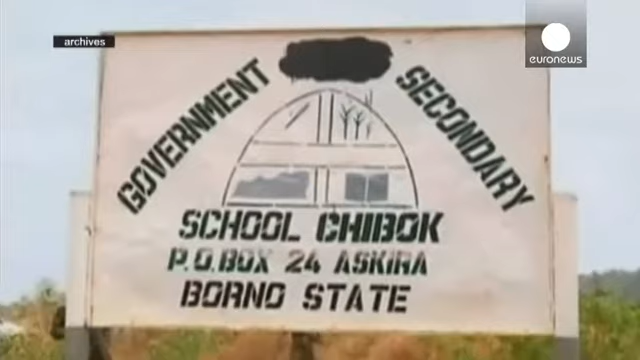 archives
euronews
GOVERNMENT
SECONDARY
SCHOOL CHIBOK
P.O.BOX 24 ASKIRA
BORNO STATE